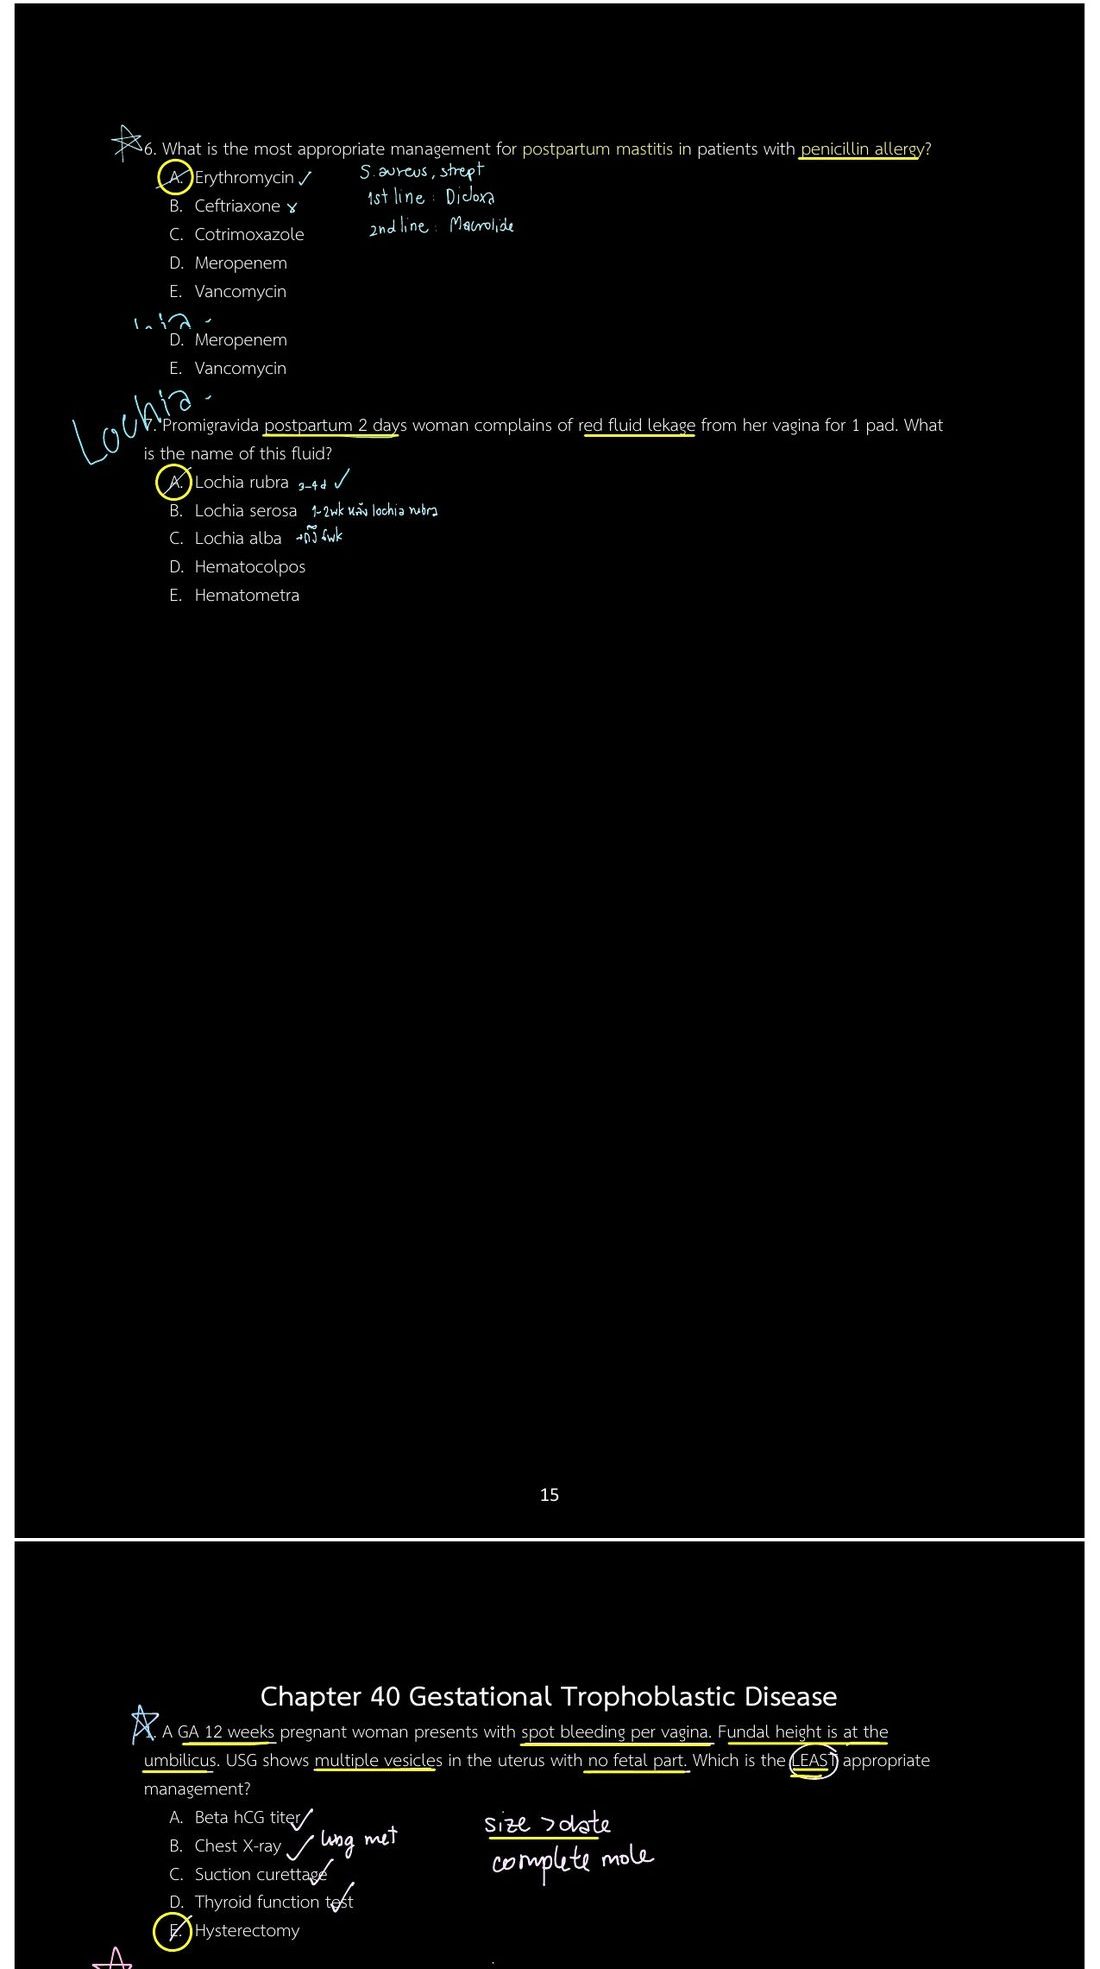 6. What is the most appropriate management for postpartum mastitis in patients with penicillin allergy?
A. Erythromycin ✓ S. aureus, strept
1st line : Dicloxa
B. Ceftriaxone x
2nd line : Macrolide
C. Cotrimoxazole
D. Meropenem
E. Vancomycin
D. Meropenem
E. Vancomycin
Lochia
7. Promigravida postpartum 2 days woman complains of red fluid lekage from her vagina for 1 pad. What
is the name of this fluid?
A. Lochia rubra 3-4d ✓
B. Lochia serosa 1-2wk หลัง lochia rubra
C. Lochia alba
D. Hematocolpos
E. Hematometra
15
Chapter 40 Gestational Trophoblastic Disease
. A GA 12 weeks pregnant woman presents with spot bleeding per vagina. Fundal height is at the
umbilicus. USG shows multiple vesicles in the uterus with no fetal part. Which is the LEAST appropriate
management?
A. Beta hCG titer ✓ size > date
B. Chest X-ray ✓ lung met
complete mole
C. Suction curettage ✓
D. Thyroid function test ✓
E. Hysterectomy